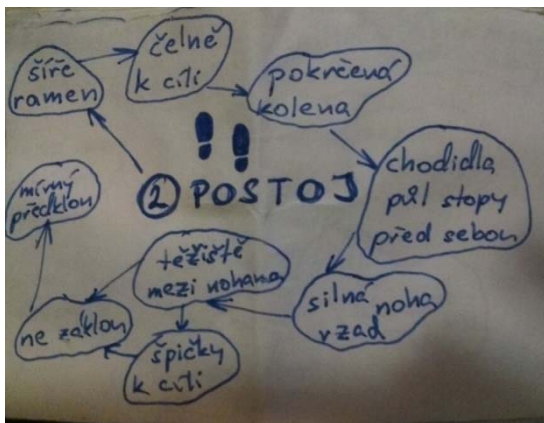 ② POSTOJ
šíře
ramen
čelně
k cíli
pokrčená
kolena
chodidla
půl stopy
před sebou
silná noha
vzad
těžiště
mezi nohama
špičky
k cíli
ne záklon
mírný
předklon